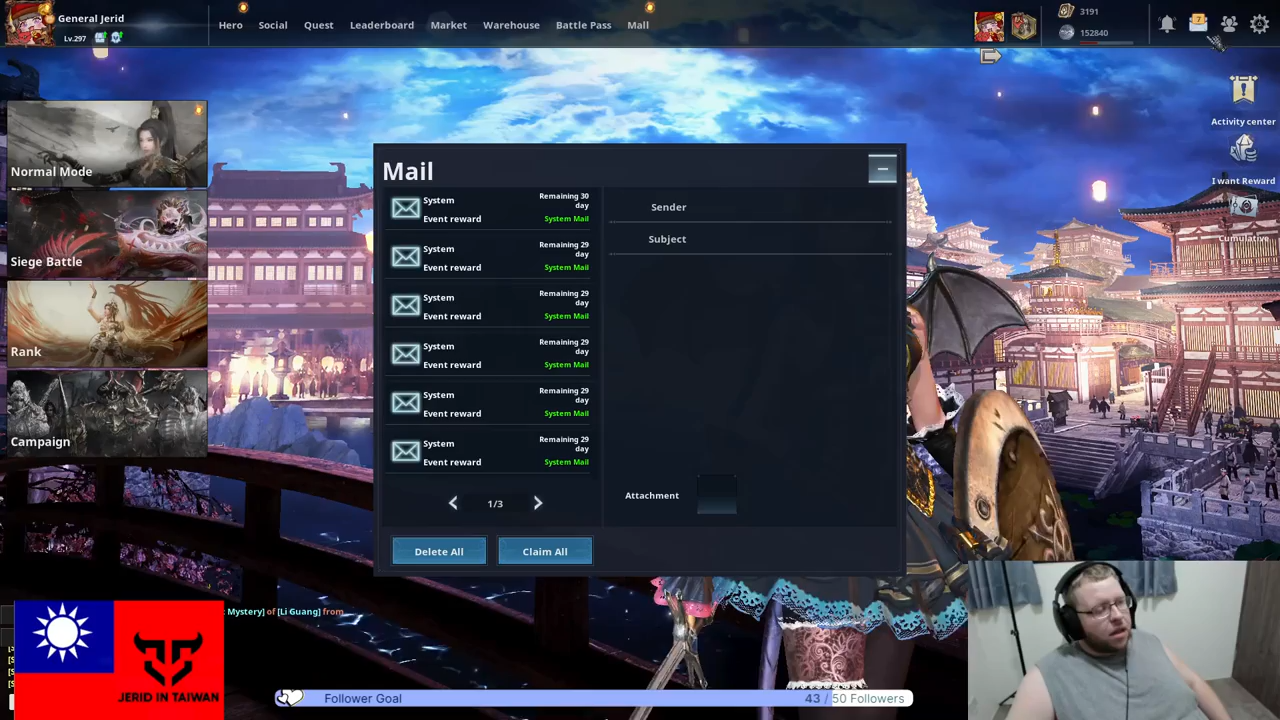 General Jerid
Lv.297
Hero Social Quest Leaderboard Market Warehouse Battle Pass Mall
3191
152840
7
Activity center
I want Reward
Cumulative
Normal Mode
Siege Battle
Rank
Campaign
Mail
System Remaining 30 day
Event reward System Mail
System Remaining 29 day
Event reward System Mail
System Remaining 29 day
Event reward System Mail
System Remaining 29 day
Event reward System Mail
System Remaining 29 day
Event reward System Mail
System Remaining 29 day
Event reward System Mail
1/3
Delete All Claim All
Sender
Subject
Attachment
Mystery] of [Li Guang] from
JERID IN TAIWAN
Follower Goal 43 / 50 Followers